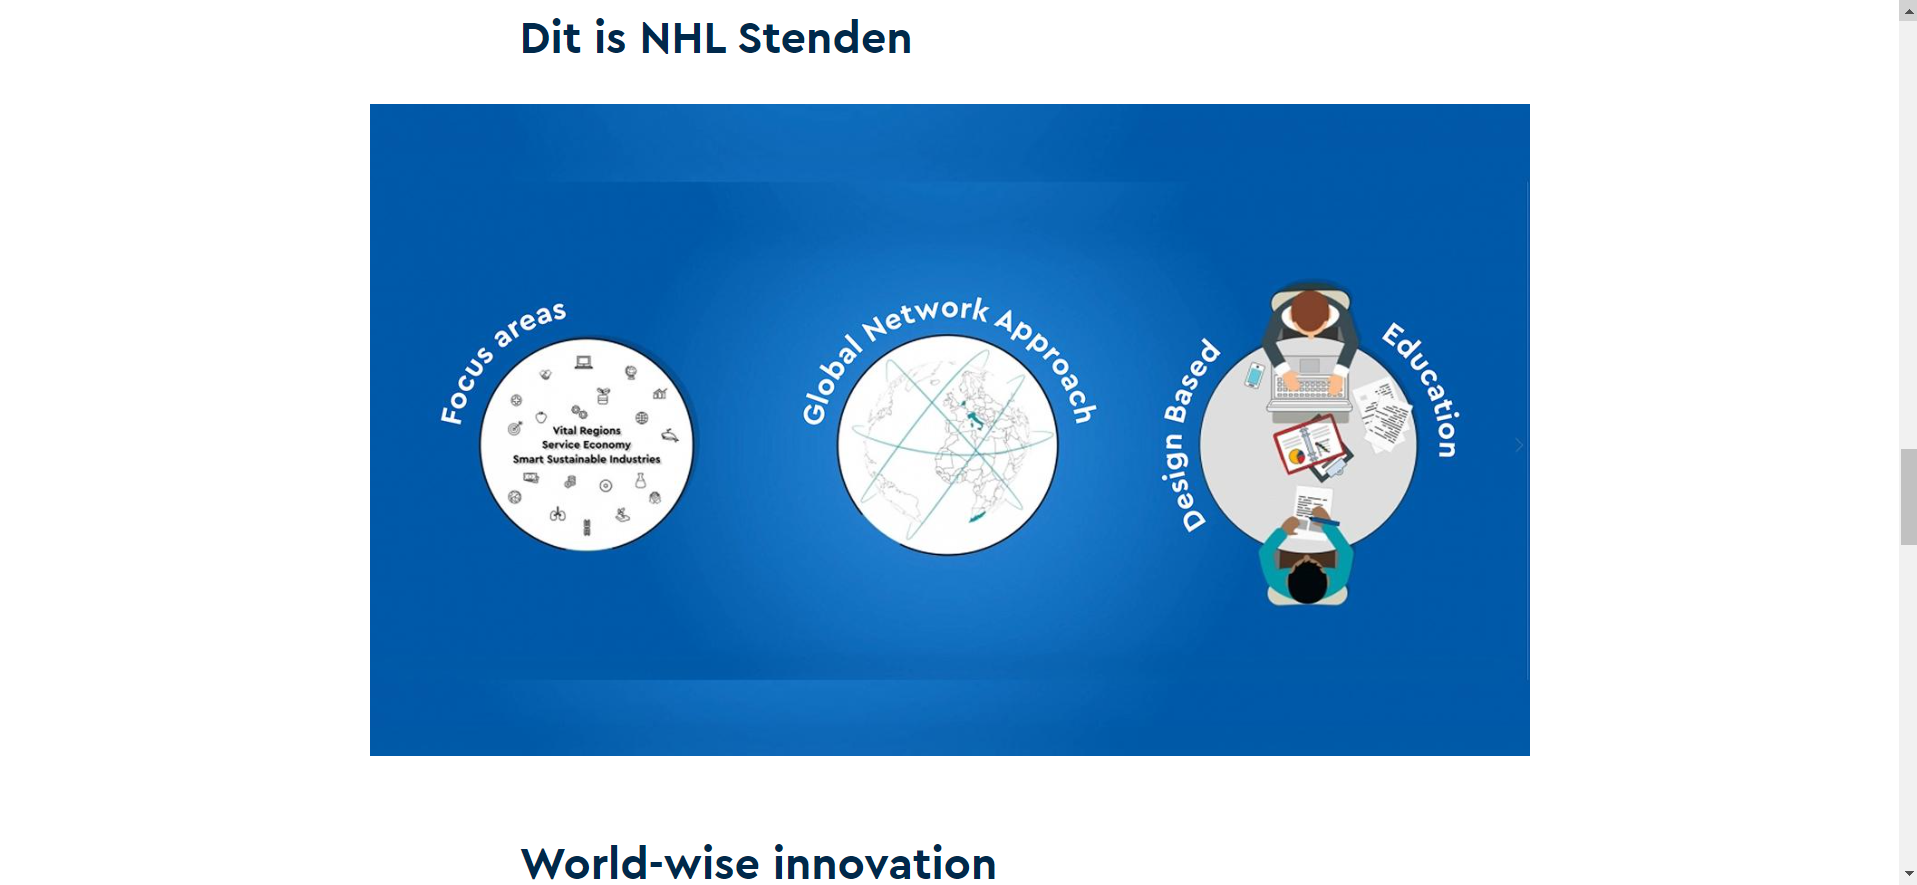 Dit is NHL Stenden
Focus areas
Vital Regions
Service Economy
Smart Sustainable Industries
Global Network Approach
Design Based Education
World-wise innovation